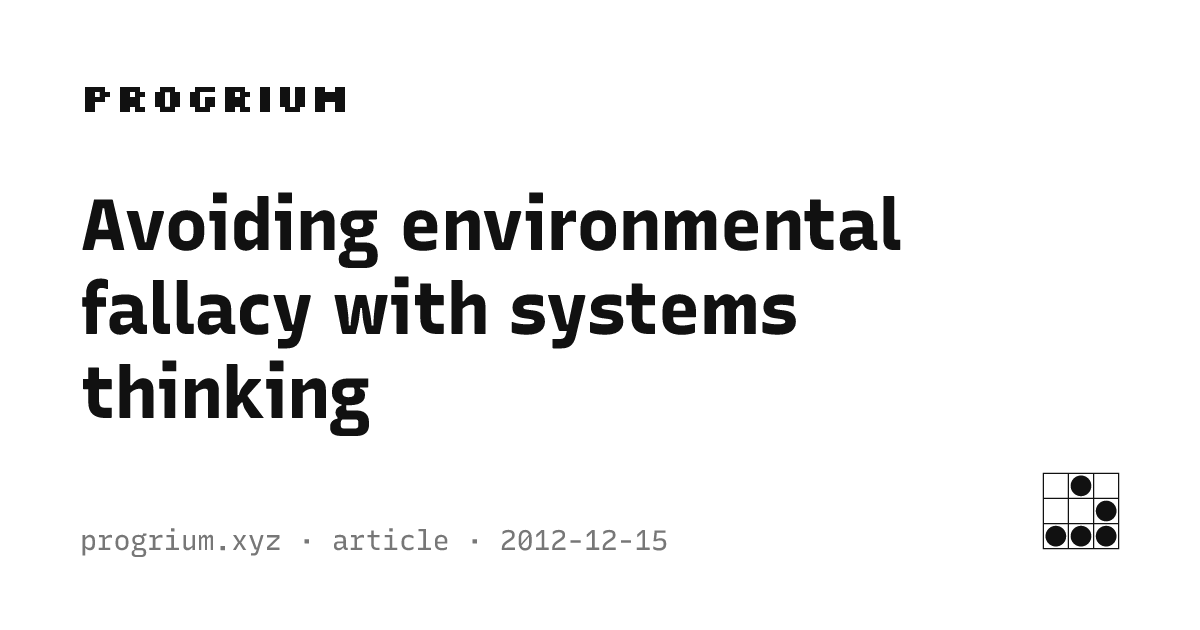 PROGRIUM
Avoiding environmental
fallacy with systems
thinking
progrium.xyz · article · 2012-12-15